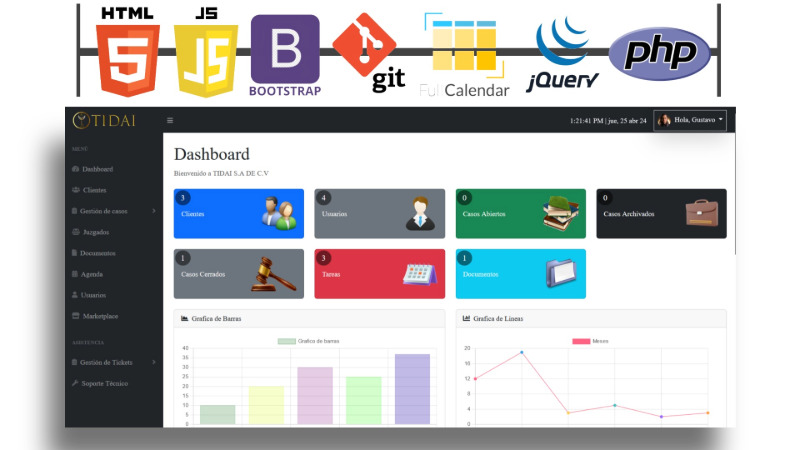 HTML
JS
5
JS
B
BOOTSTRAP
git
Full Calendar
jQuery
php
TIDAI
1:21:41 PM | jue, 25 abr 24
Hola, Gustavo
MENÚ
Dashboard
Clientes
Gestión de casos
Juzgados
Documentos
Agenda
Usuarios
Marketplace
ASISTENCIA
Gestión de Tickets
Soporte Técnico
Dashboard
Bienvenido a TIDAI S.A DE C.V
3
Clientes
4
Usuarios
0
Casos Abiertos
0
Casos Archivados
1
Casos Cerrados
3
Tareas
1
Documentos
Grafica de Barras
Grafica de barras
40
35
30
25
20
15
10
5
0
Grafica de Lineas
Meses
20
16
12
8
4
0